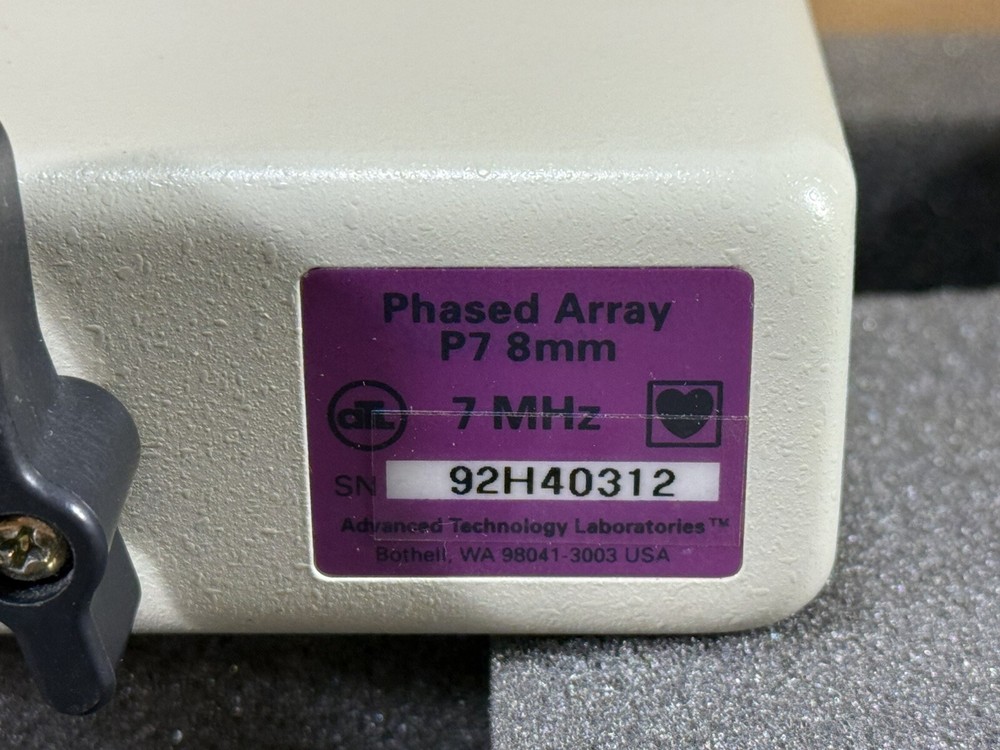 Phased Array
P7 8mm
ATL 7 MHz
SN 92H40312
Advanced Technology Laboratories™
Bothell, WA 98041-3003 USA